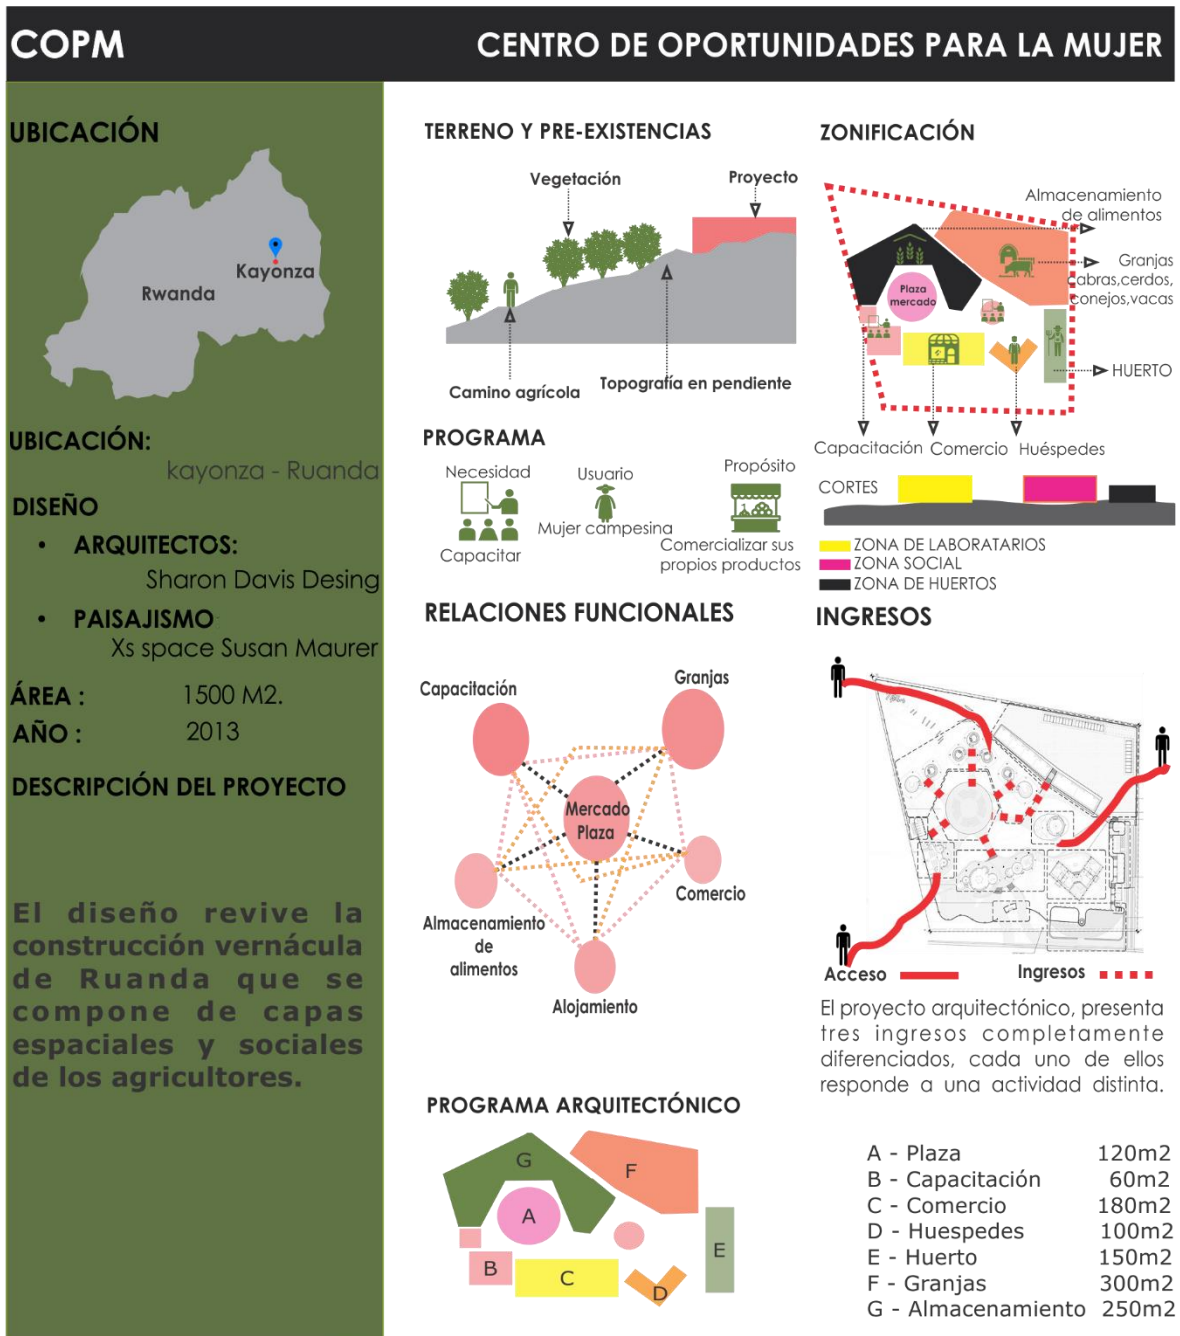 COPM
CENTRO DE OPORTUNIDADES PARA LA MUJER
UBICACIÓN
Kayonza
Rwanda
UBICACIÓN:
kayonza - Ruanda
DISEÑO
• ARQUITECTOS:
Sharon Davis Desing
• PAISAJISMO
Xs space Susan Maurer
ÁREA : 1500 M2.
AÑO : 2013
DESCRIPCIÓN DEL PROYECTO
El diseño revive la
construcción vernácula
de Ruanda que se
compone de capas
espaciales y sociales
de los agricultores.
TERRENO Y PRE-EXISTENCIAS
Vegetación
Proyecto
Camino agrícola
Topografía en pendiente
PROGRAMA
Necesidad
Capacitar
Usuario
Mujer campesina
Propósito
Comercializar sus
propios productos
RELACIONES FUNCIONALES
Capacitación
Granjas
Mercado
Plaza
Comercio
Almacenamiento
de
alimentos
Alojamiento
PROGRAMA ARQUITECTÓNICO
G
F
A
E
B
C
D
ZONIFICACIÓN
Almacenamiento
de alimentos
Granjas
cabras,cerdos,
conejos,vacas
Plaza
mercado
HUERTO
Capacitación
Comercio
Huéspedes
CORTES
ZONA DE LABORATARIOS
ZONA SOCIAL
ZONA DE HUERTOS
INGRESOS
Acceso
Ingresos
El proyecto arquitectónico, presenta
tres ingresos completamente
diferenciados, cada uno de ellos
responde a una actividad distinta.
A - Plaza 120m2
B - Capacitación 60m2
C - Comercio 180m2
D - Huespedes 100m2
E - Huerto 150m2
F - Granjas 300m2
G - Almacenamiento 250m2